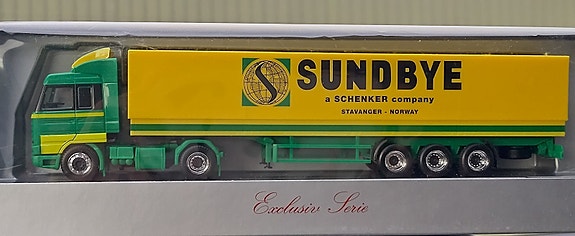 SUNDBYE
a SCHENKER company
STAVANGER - NORWAY
Exclusiv Serie